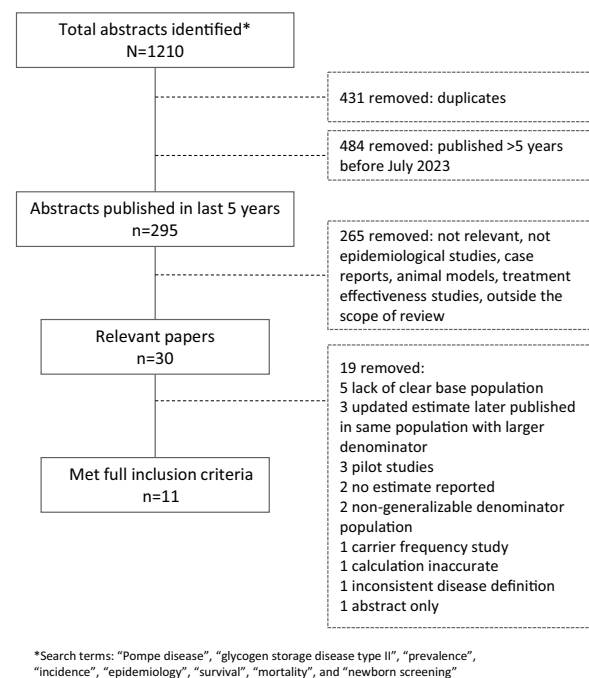 Total abstracts identified*
N=1210
431 removed: duplicates
484 removed: published >5 years
before July 2023
Abstracts published in last 5 years
n=295
265 removed: not relevant, not
epidemiological studies, case
reports, animal models, treatment
effectiveness studies, outside the
scope of review
Relevant papers
n=30
19 removed:
5 lack of clear base population
3 updated estimate later published
in same population with larger
denominator
3 pilot studies
2 no estimate reported
2 non-generalizable denominator
population
1 carrier frequency study
1 calculation inaccurate
1 inconsistent disease definition
1 abstract only
Met full inclusion criteria
n=11
*Search terms: “Pompe disease”, “glycogen storage disease type II”, “prevalence”,
“incidence”, “epidemiology”, “survival”, “mortality”, and “newborn screening”